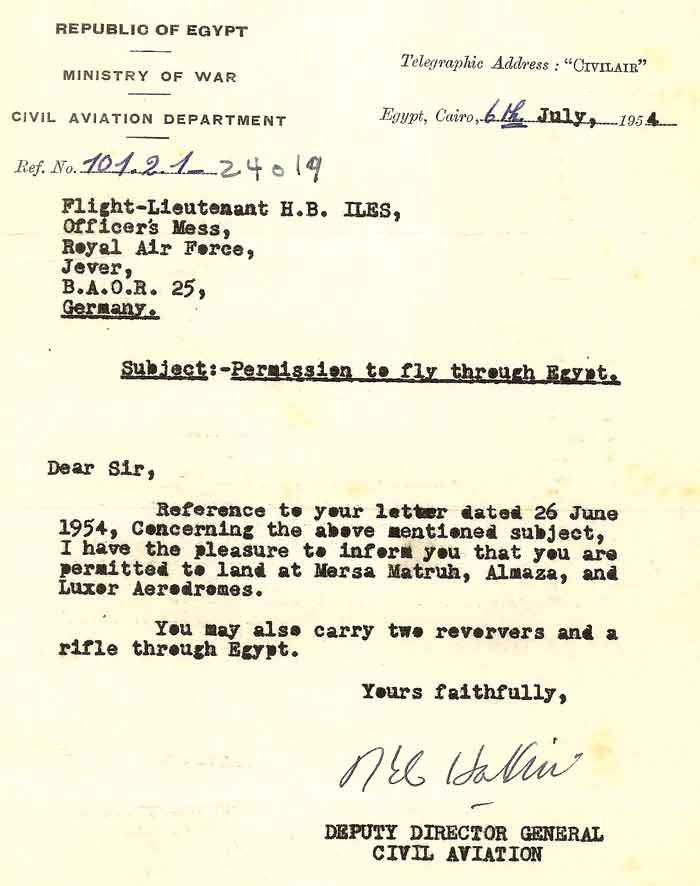 REPUBLIC OF EGYPT
MINISTRY OF WAR
CIVIL AVIATION DEPARTMENT
Telegraphic Address : "CIVILAIR"
Egypt, Cairo, 6th July, 1954
Ref. No. 101.2.1- 24019
Flight-Lieutenant H.B. ILES,
Officer's Mess,
Royal Air Force,
Jever,
B.A.O.R. 25,
Germany.
Subject:-Permission to fly through Egypt.
Dear Sir,
Reference to your letter dated 26 June
1954, Concerning the above mentioned subject,
I have the pleasure to inform you that you are
permitted to land at Mersa Matruh, Almaza, and
Luxor Aerodromes.
You may also carry two revorvers and a
rifle through Egypt.
Yours faithfully,
DEPUTY DIRECTOR GENERAL
CIVIL AVIATION